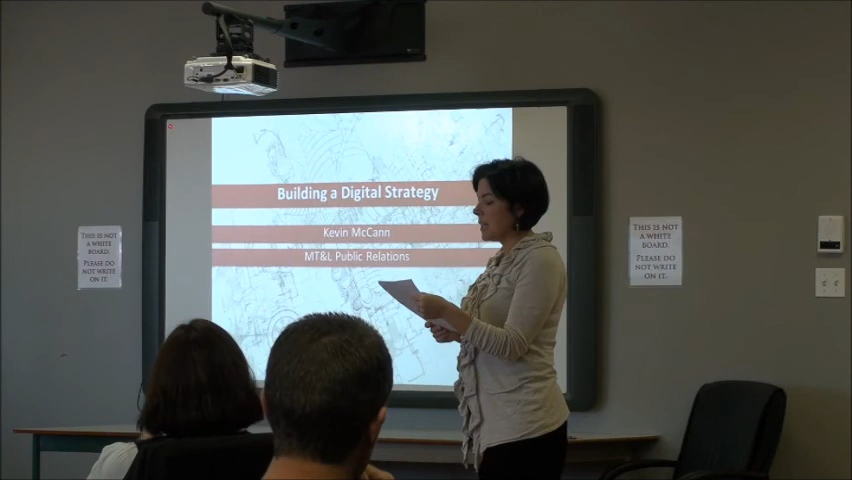 Building a Digital Strategy
Kevin McCann
MT&L Public Relations
THIS IS NOT
A WHITE
BOARD.
PLEASE DO
NOT WRITE
ON IT.
THIS IS NOT
A WHITE
BOARD.
PLEASE DO
NOT WRITE
ON IT.